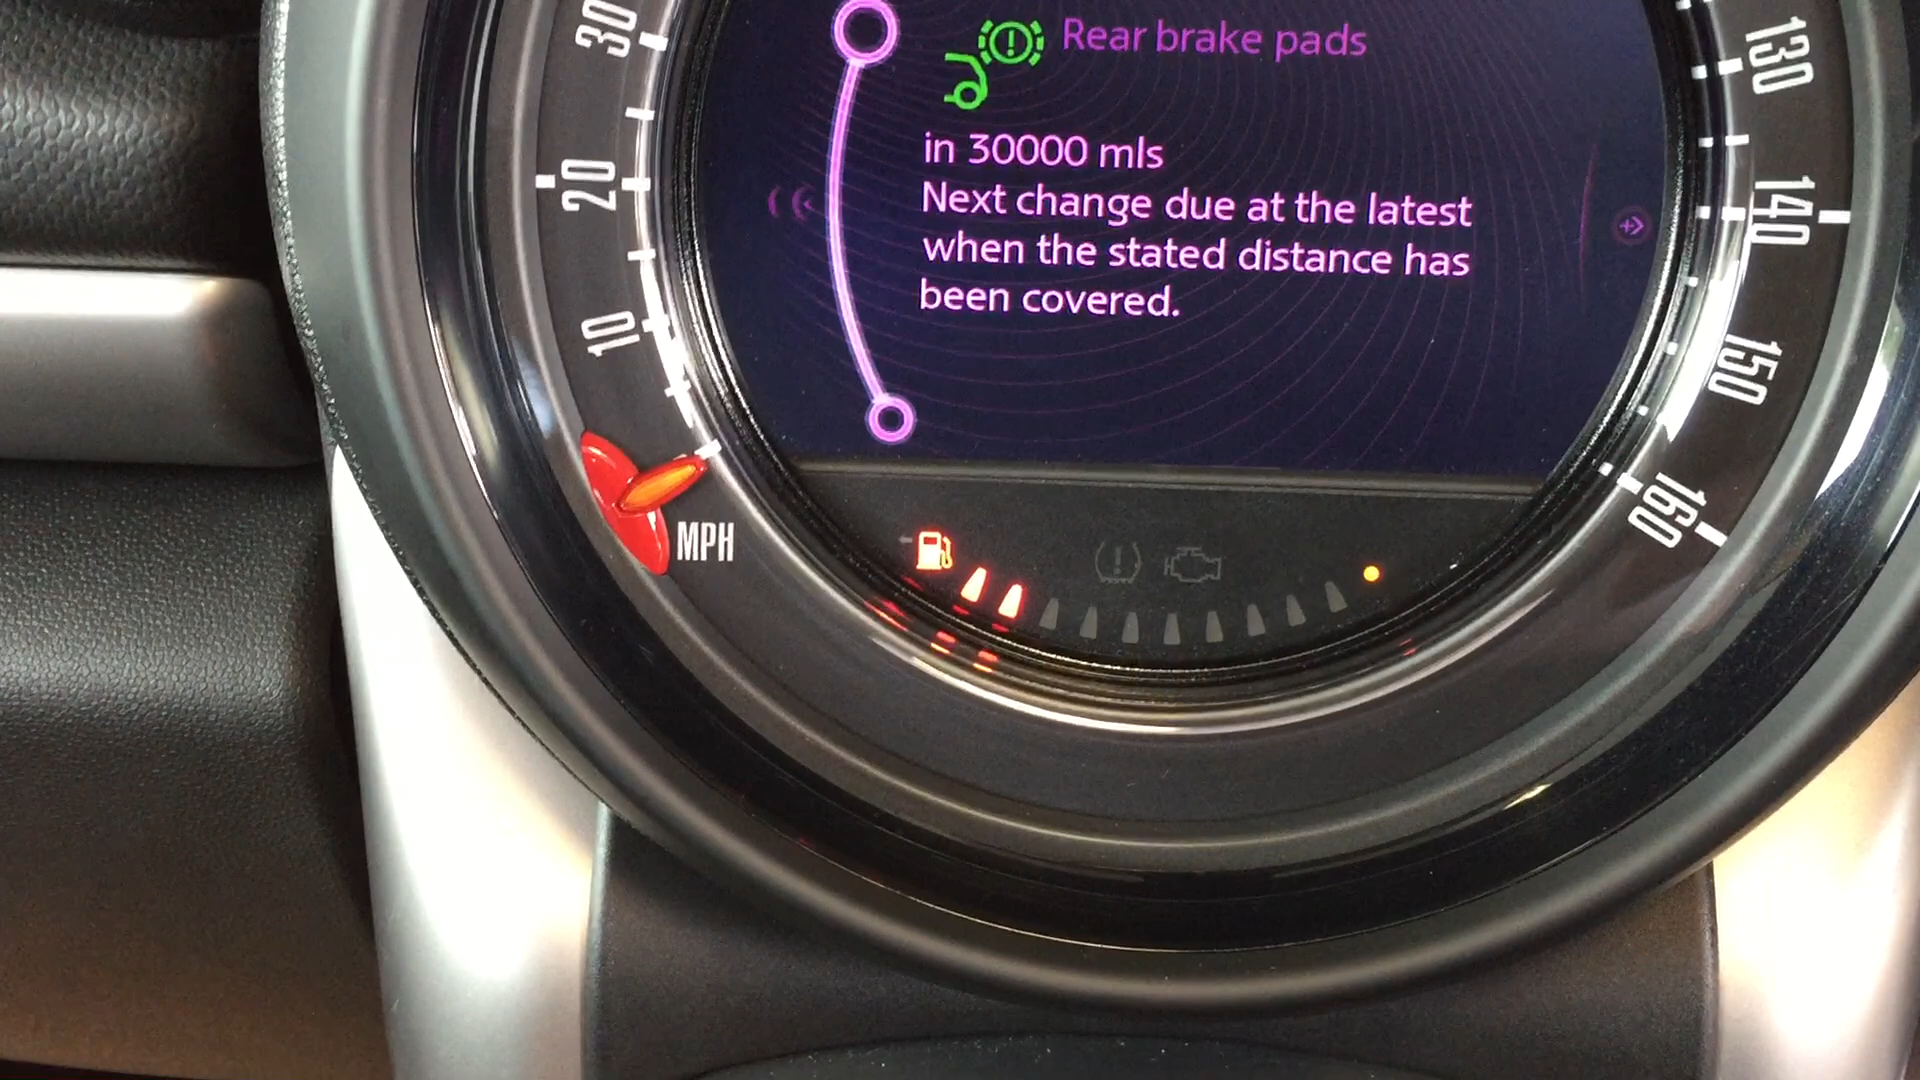 Rear brake pads
in 30000 mls
Next change due at the latest
when the stated distance has
been covered.
30
20
10
MPH
130
140
150
160